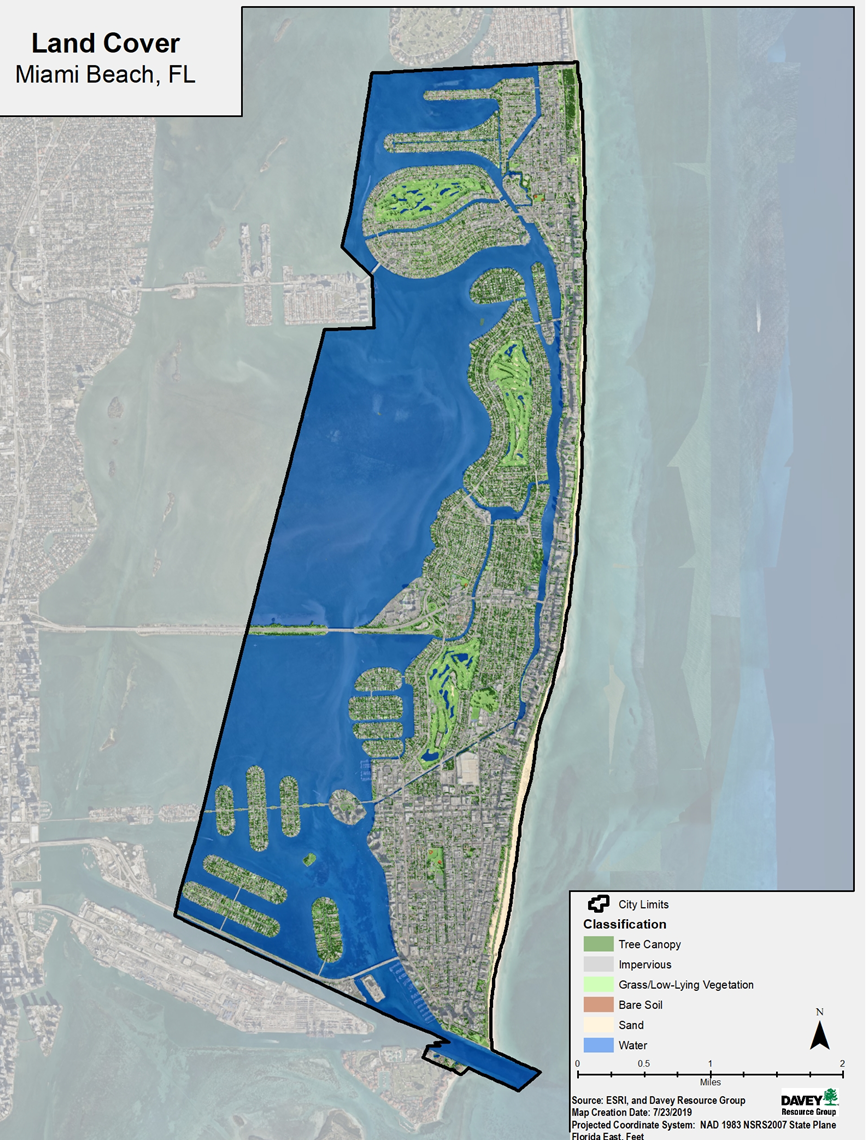 Land Cover
Miami Beach, FL
City Limits
Classification
Tree Canopy
Impervious
Grass/Low-Lying Vegetation
Bare Soil
Sand
Water
N
0 0.5 1 2
Miles
Source: ESRI, and Davey Resource Group
Map Creation Date: 7/23/2019
Projected Coordinate System: NAD 1983 NSRS2007 State Plane
Florida East, Feet
DAVEY
Resource Group